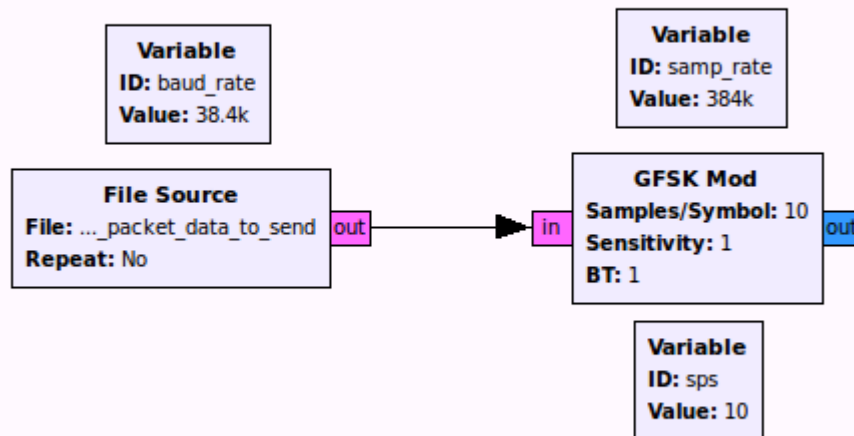 Variable
ID: baud_rate
Value: 38.4k
Variable
ID: samp_rate
Value: 384k
File Source
File: ..._packet_data_to_send
Repeat: No
out
in
GFSK Mod
Samples/Symbol: 10
Sensitivity: 1
BT: 1
out
Variable
ID: sps
Value: 10